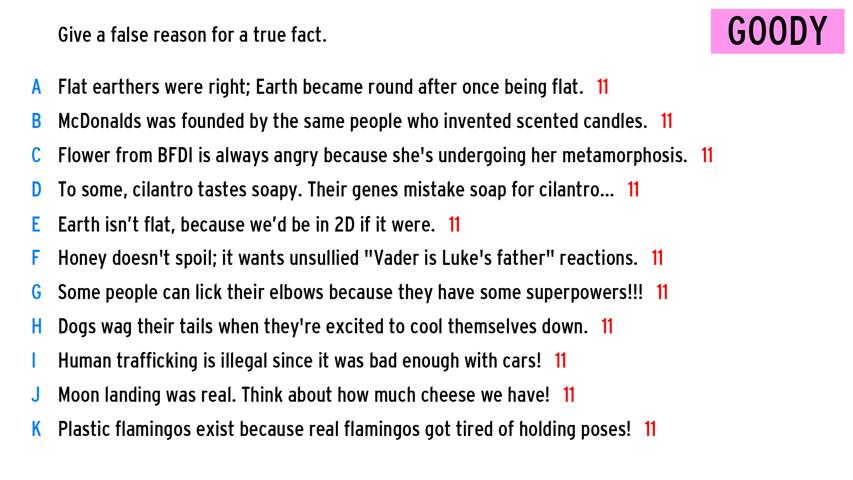 Give a false reason for a true fact.
GOODY
A Flat earthers were right; Earth became round after once being flat. 11
B McDonalds was founded by the same people who invented scented candles. 11
C Flower from BFDI is always angry because she's undergoing her metamorphosis. 11
D To some, cilantro tastes soapy. Their genes mistake soap for cilantro... 11
E Earth isn’t flat, because we’d be in 2D if it were. 11
F Honey doesn't spoil; it wants unsullied "Vader is Luke's father" reactions. 11
G Some people can lick their elbows because they have some superpowers!!! 11
H Dogs wag their tails when they're excited to cool themselves down. 11
I Human trafficking is illegal since it was bad enough with cars! 11
J Moon landing was real. Think about how much cheese we have! 11
K Plastic flamingos exist because real flamingos got tired of holding poses! 11